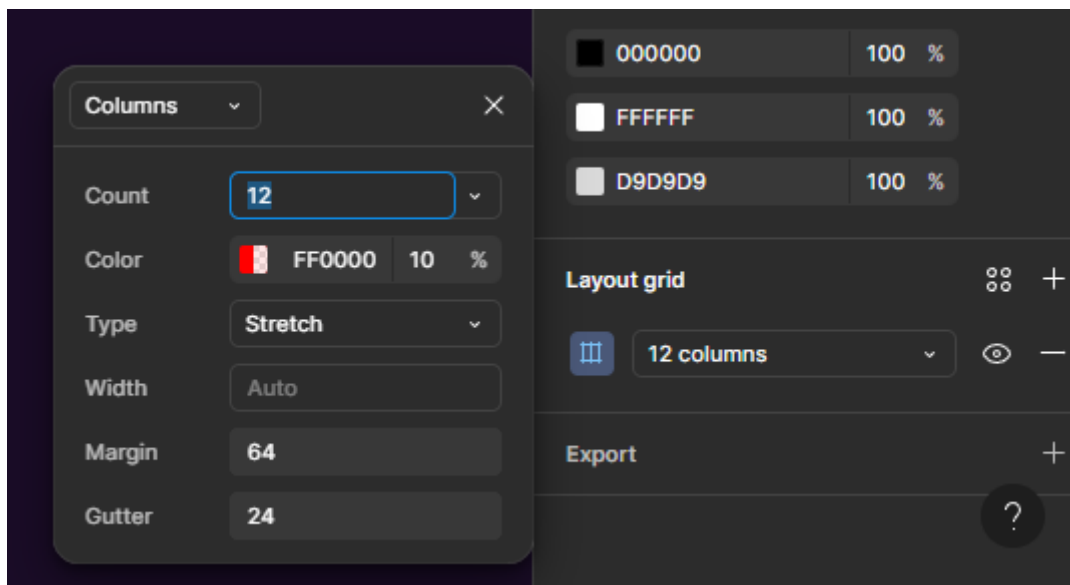 Columns
Count 12
Color FF0000 10 %
Type Stretch
Width Auto
Margin 64
Gutter 24
000000 100 %
FFFFFF 100 %
D9D9D9 100 %
Layout grid
12 columns
Export
?